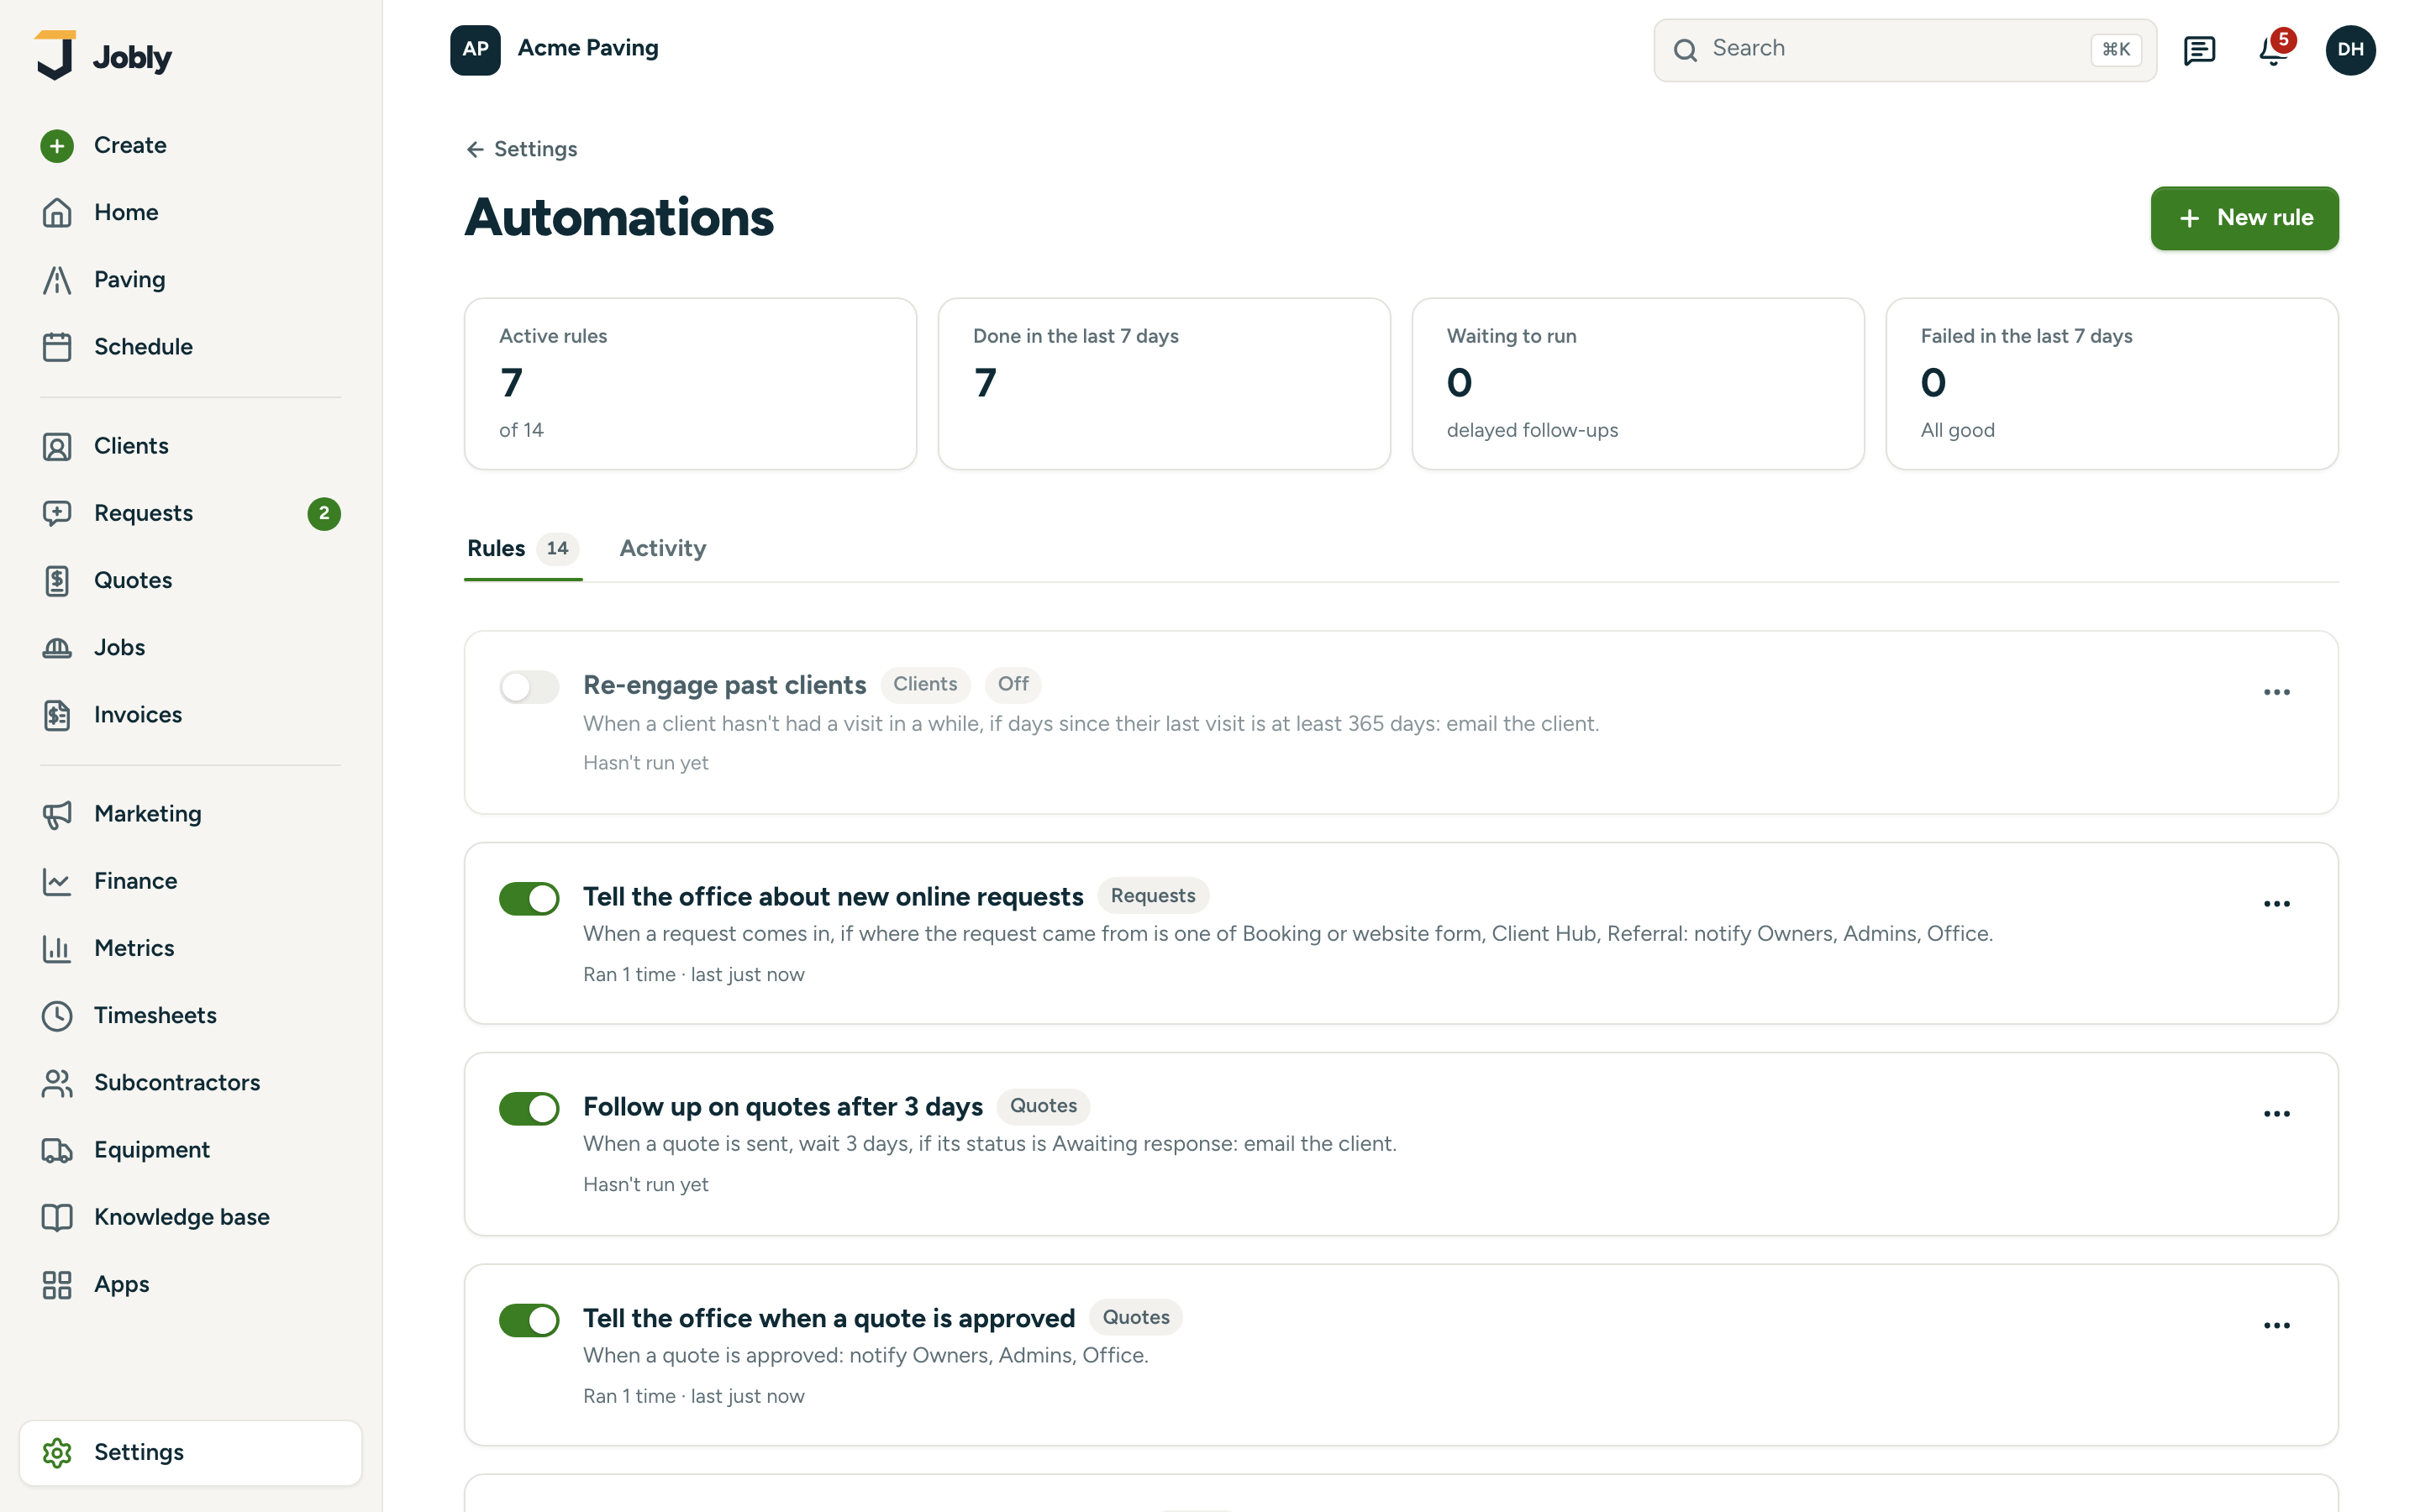 Jobly
Create
Home
Paving
Schedule
Clients
Requests 2
Quotes
Jobs
Invoices
Marketing
Finance
Metrics
Timesheets
Subcontractors
Equipment
Knowledge base
Apps
Settings
AP Acme Paving
Search ⌘K
5
DH
← Settings
Automations
+ New rule
Active rules
7
of 14
Done in the last 7 days
7
Waiting to run
0
delayed follow-ups
Failed in the last 7 days
0
All good
Rules 14 Activity
Re-engage past clients Clients Off
When a client hasn't had a visit in a while, if days since their last visit is at least 365 days: email the client.
Hasn't run yet
Tell the office about new online requests Requests
When a request comes in, if where the request came from is one of Booking or website form, Client Hub, Referral: notify Owners, Admins, Office.
Ran 1 time · last just now
Follow up on quotes after 3 days Quotes
When a quote is sent, wait 3 days, if its status is Awaiting response: email the client.
Hasn't run yet
Tell the office when a quote is approved Quotes
When a quote is approved: notify Owners, Admins, Office.
Ran 1 time · last just now